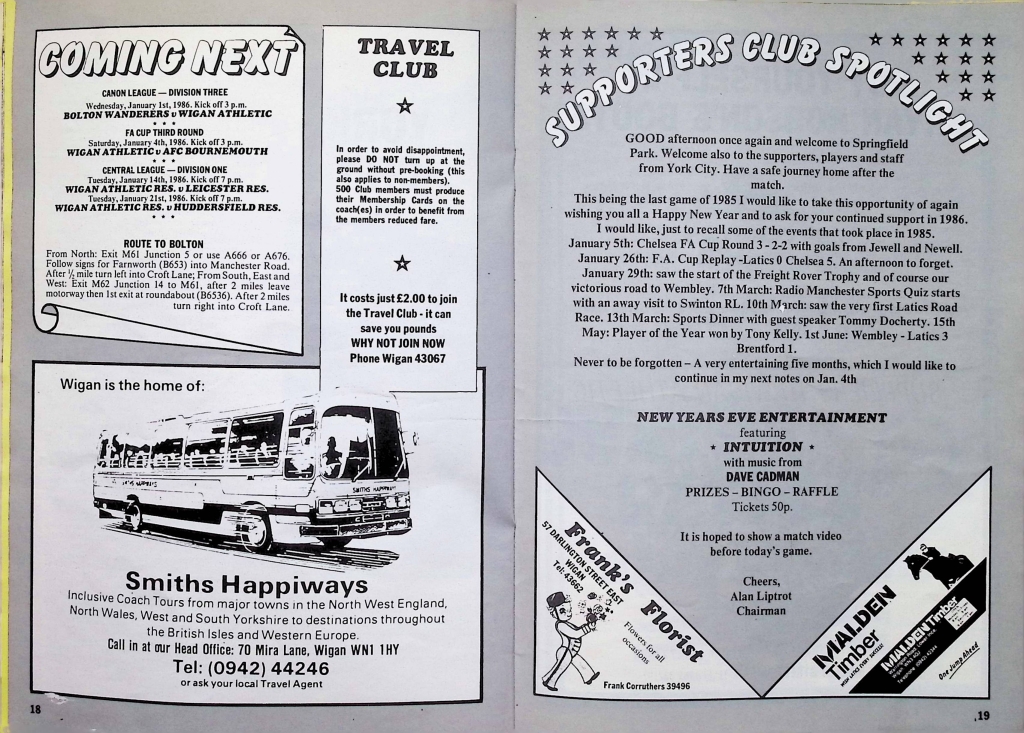 COMING NEXT
CANON LEAGUE — DIVISION THREE
Wednesday, January 1st, 1986. Kick off 3 p.m.
BOLTON WANDERERS v WIGAN ATHLETIC
* * *
FA CUP THIRD ROUND
Saturday, January 4th, 1986. Kick off 3 p.m.
WIGAN ATHLETIC v AFC BOURNEMOUTH
* * *
CENTRAL LEAGUE — DIVISION ONE
Tuesday, January 14th, 1986. Kick off 7 p.m.
WIGAN ATHLETIC RES. v LEICESTER RES.
Tuesday, January 21st, 1986. Kick off 7 p.m.
WIGAN ATHLETIC RES. v HUDDERSFIELD RES.
* * *
ROUTE TO BOLTON
From North: Exit M61 Junction 5 or use A666 or A676.
Follow signs for Farnworth (B653) into Manchester Road.
After ½ mile turn left into Croft Lane; From South, East and
West: Exit M62 Junction 14 to M61, after 2 miles leave
motorway then 1st exit at roundabout (B6536). After 2 miles
turn right into Croft Lane.
TRAVEL
CLUB
In order to avoid disappointment,
please DO NOT turn up at the
ground without pre-booking (this
also applies to non-members).
500 Club members must produce
their Membership Cards on the
coach(es) in order to benefit from
the members reduced fare.
It costs just £2.00 to join
the Travel Club - it can
save you pounds
WHY NOT JOIN NOW
Phone Wigan 43067
Wigan is the home of:
SMITHS HAPPIWAYS
SMITHS HAPPIWAYS
Smiths Happiways
Inclusive Coach Tours from major towns in the North West England,
North Wales, West and South Yorkshire to destinations throughout
the British Isles and Western Europe.
Call in at our Head Office: 70 Mira Lane, Wigan WN1 1HY
Tel: (0942) 44246
or ask your local Travel Agent
18
SUPPORTERS CLUB SPOTLIGHT
GOOD afternoon once again and welcome to Springfield
Park. Welcome also to the supporters, players and staff
from York City. Have a safe journey home after the
match.
This being the last game of 1985 I would like to take this opportunity of again
wishing you all a Happy New Year and to ask for your continued support in 1986.
I would like, just to recall some of the events that took place in 1985.
January 5th: Chelsea FA Cup Round 3 - 2-2 with goals from Jewell and Newell.
January 26th: F.A. Cup Replay -Latics 0 Chelsea 5. An afternoon to forget.
January 29th: saw the start of the Freight Rover Trophy and of course our
victorious road to Wembley. 7th March: Radio Manchester Sports Quiz starts
with an away visit to Swinton RL. 10th March: saw the very first Latics Road
Race. 13th March: Sports Dinner with guest speaker Tommy Docherty. 15th
May: Player of the Year won by Tony Kelly. 1st June: Wembley - Latics 3
Brentford 1.
Never to be forgotten – A very entertaining five months, which I would like to
continue in my next notes on Jan. 4th
NEW YEARS EVE ENTERTAINMENT
featuring
* INTUITION *
with music from
DAVE CADMAN
PRIZES – BINGO – RAFFLE
Tickets 50p.
It is hoped to show a match video
before today's game.
Cheers,
Alan Liptrot
Chairman
Frank's Florist
57 DARLINGTON STREET EAST
WIGAN
Tel: 43662
Flowers for all
occasions
Frank Corruthers 39496
MALDEN
Timber
WISH LATICS EVERY SUCCESS
MALDEN Timber
One Jump Ahead
19